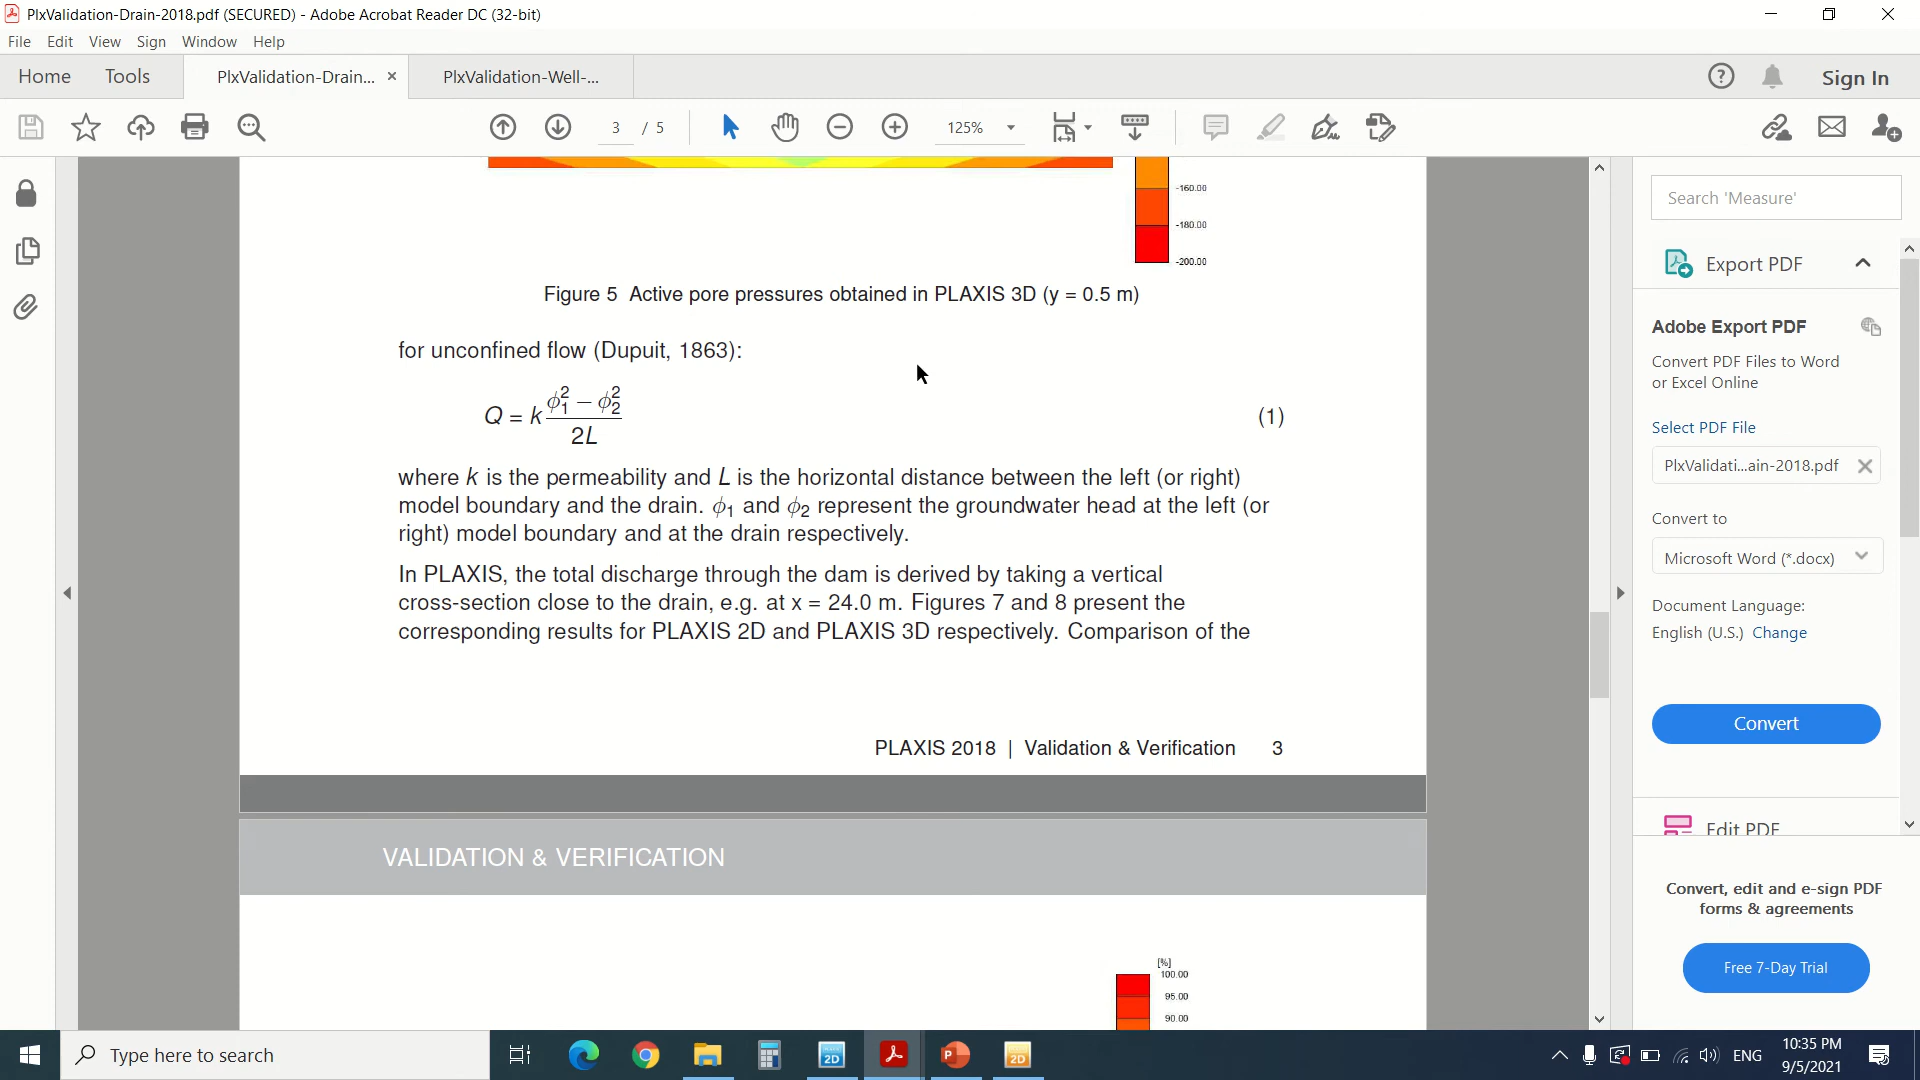 PlxValidation-Drain-2018.pdf (SECURED) - Adobe Acrobat Reader DC (32-bit)
File Edit View Sign Window Help
Home Tools PlxValidation-Drain... × PlxValidation-Well-... Sign In
3 / 5 125%
-160.00
-180.00
-200.00
Figure 5 Active pore pressures obtained in PLAXIS 3D (y = 0.5 m)
for unconfined flow (Dupuit, 1863):
Q = k (ϕ₁² − ϕ₂²) / 2L (1)
where k is the permeability and L is the horizontal distance between the left (or right)
model boundary and the drain. ϕ₁ and ϕ₂ represent the groundwater head at the left (or
right) model boundary and at the drain respectively.
In PLAXIS, the total discharge through the dam is derived by taking a vertical
cross-section close to the drain, e.g. at x = 24.0 m. Figures 7 and 8 present the
corresponding results for PLAXIS 2D and PLAXIS 3D respectively. Comparison of the
PLAXIS 2018 | Validation & Verification 3
VALIDATION & VERIFICATION
[%]
100.00
95.00
90.00
Search 'Measure'
Export PDF
Adobe Export PDF
Convert PDF Files to Word
or Excel Online
Select PDF File
PlxValidati...ain-2018.pdf
Convert to
Microsoft Word (*.docx)
Document Language:
English (U.S.) Change
Convert
Edit PDF
Convert, edit and e-sign PDF
forms & agreements
Free 7-Day Trial
Type here to search
2D
P
2D
ENG
10:35 PM
9/5/2021